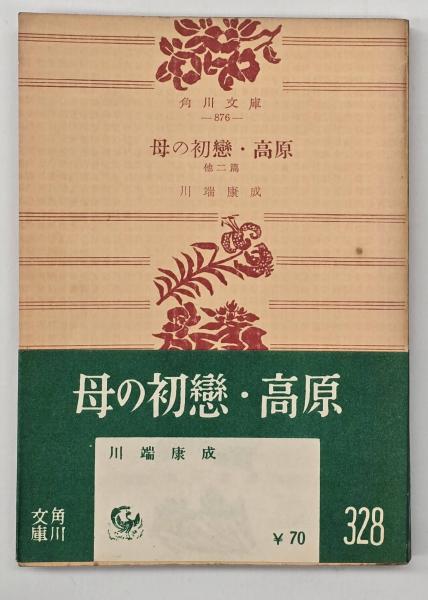 角川文庫
—876—
母の初戀・高原
他二篇
川端康成
母の初戀・高原
川端康成
角川文庫
¥70
328